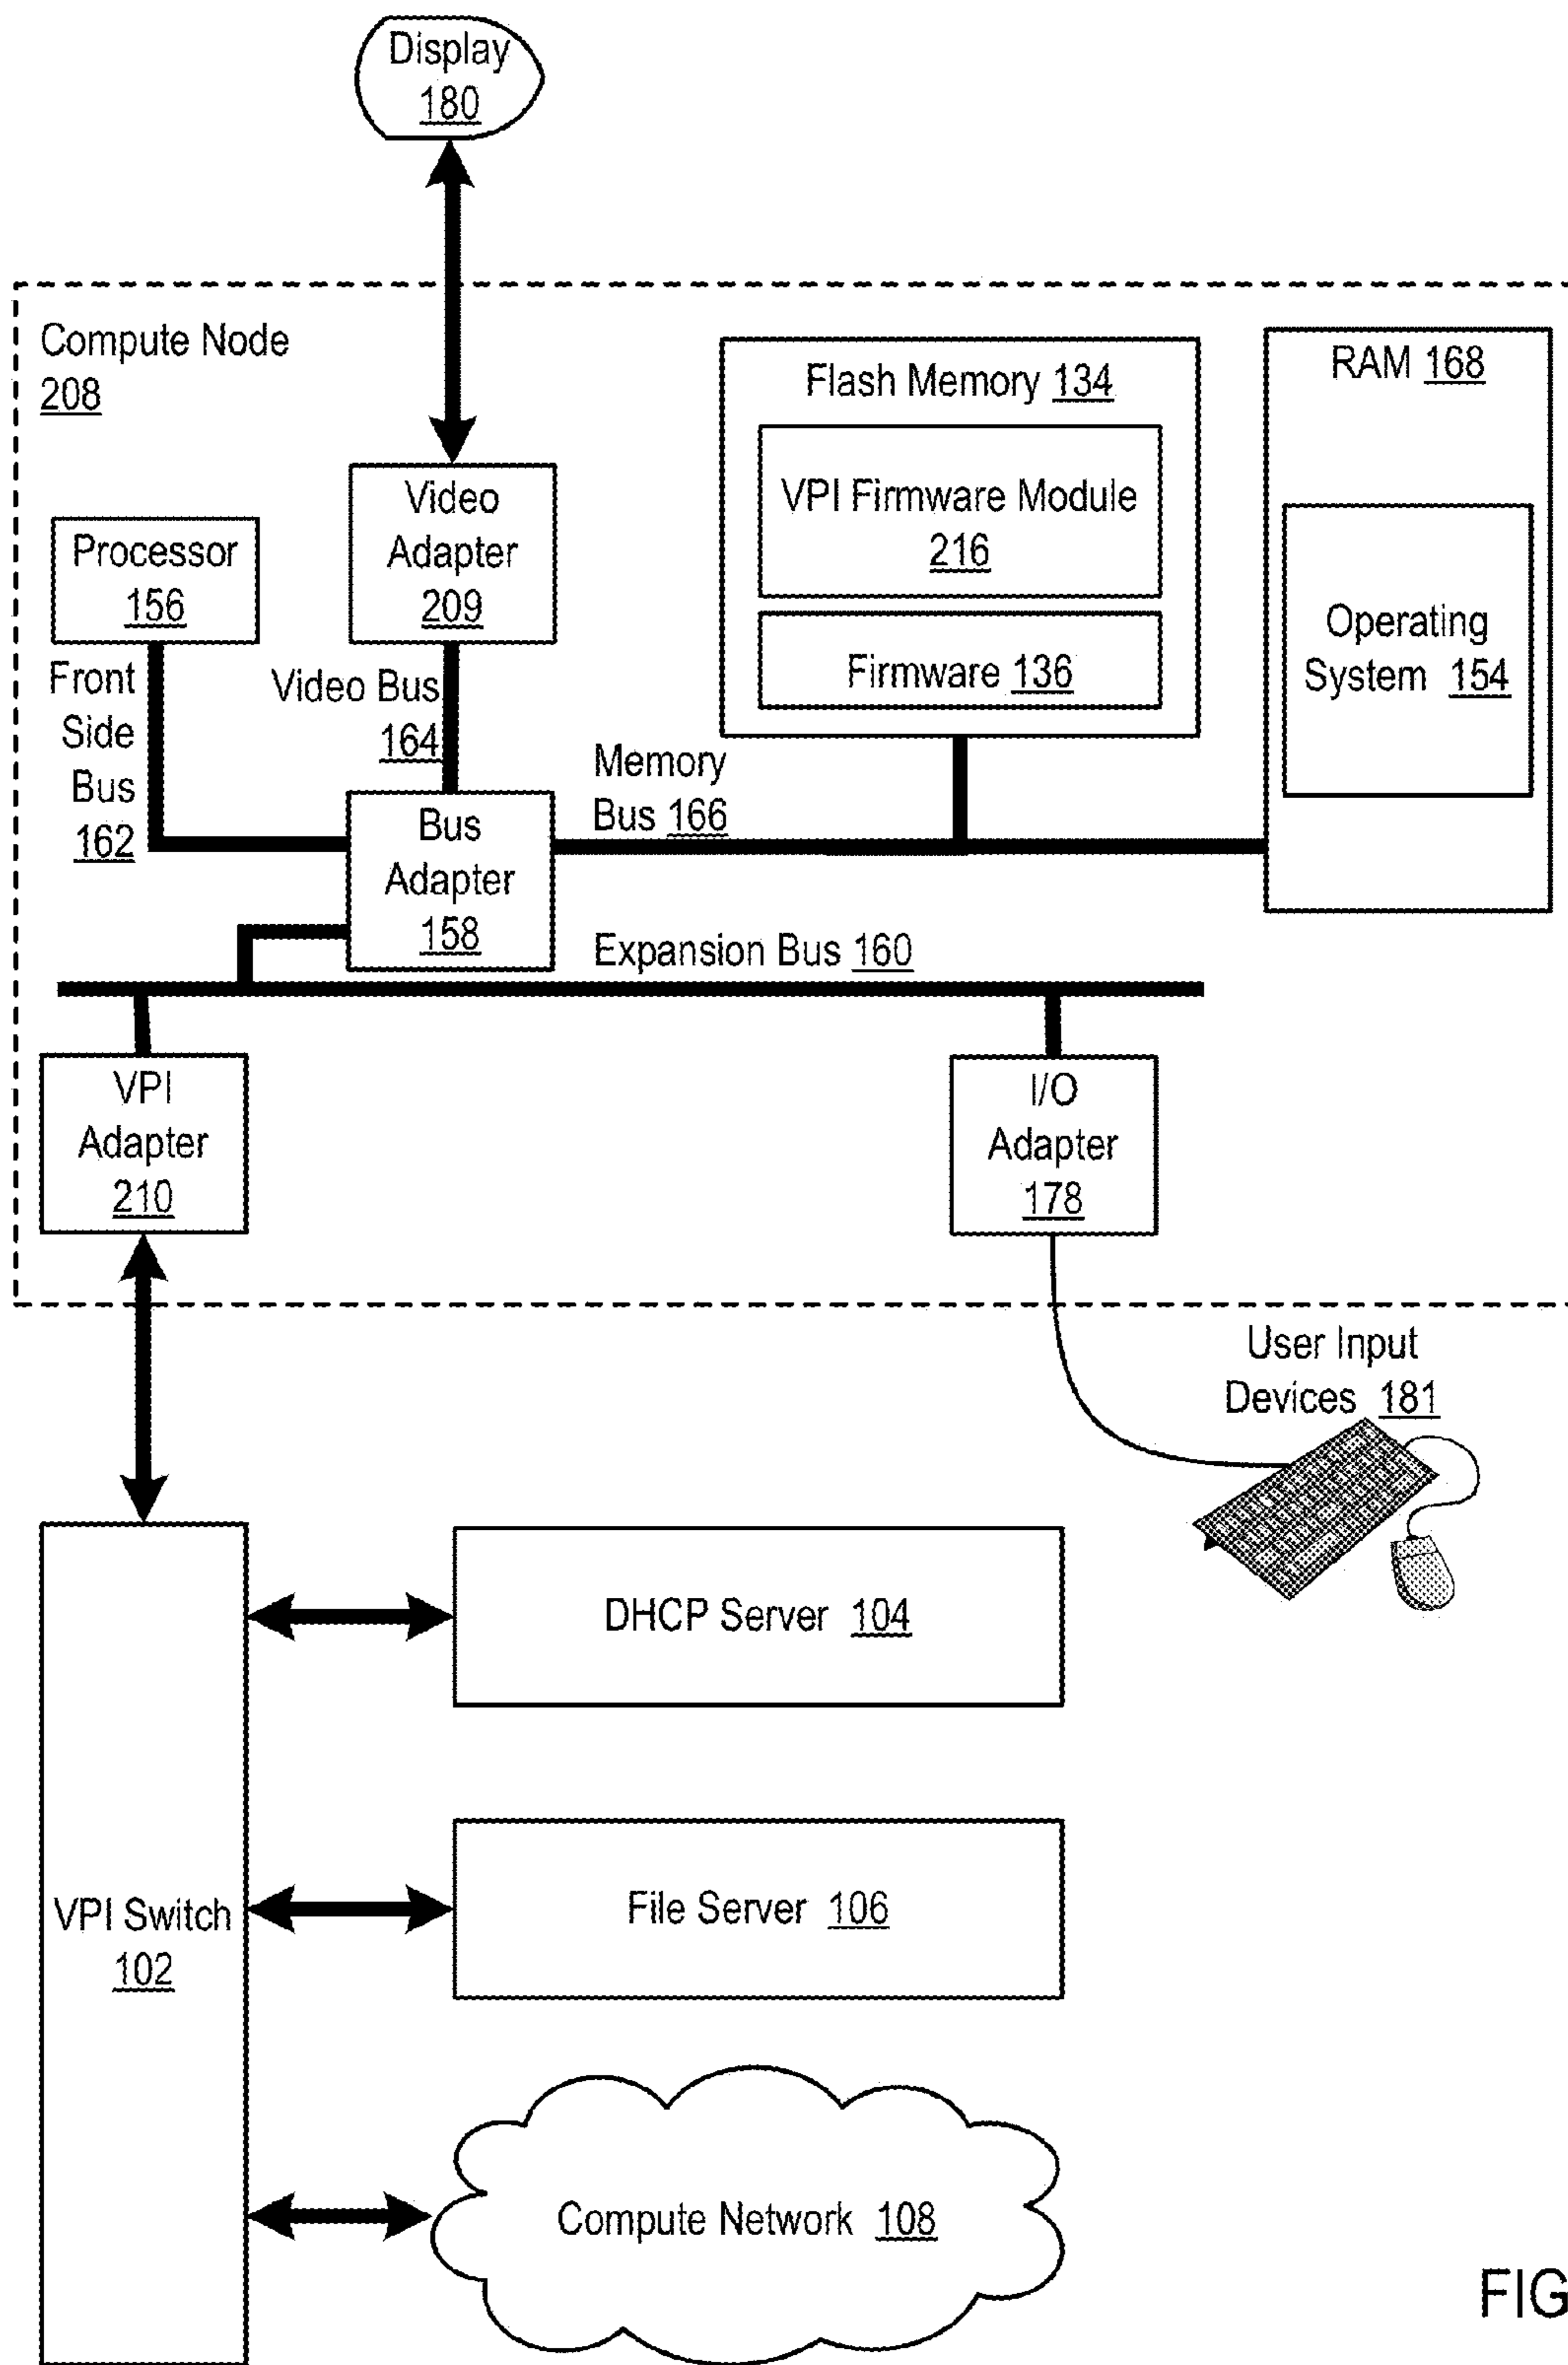 Display
180
Compute Node
208
Flash Memory 134
RAM 168
VPI Firmware Module
216
Video
Adapter
209
Processor
156
Operating
System 154
Firmware 136
Front
Side
Bus
162
Video Bus
164
Memory
Bus 166
Bus
Adapter
158
Expansion Bus 160
VPI
Adapter
210
I/O
Adapter
178
User Input
Devices 181
DHCP Server 104
VPI Switch
102
File Server 106
Compute Network 108
FIG